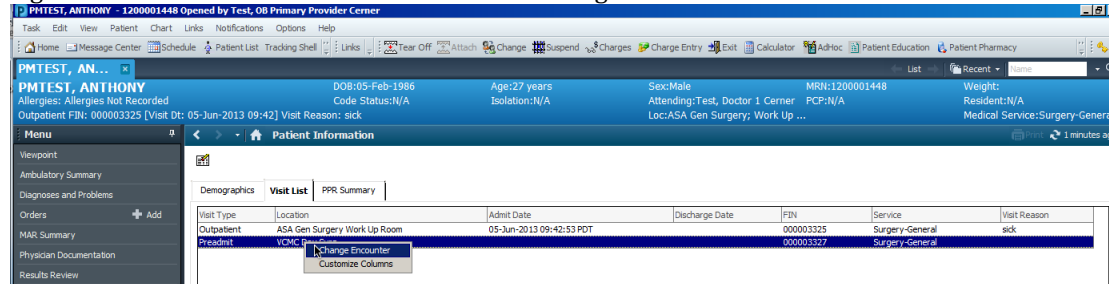 PMTEST, ANTHONY - 1200001448 Opened by Test, OB Primary Provider Cerner
Task Edit View Patient Chart Links Notifications Options Help
Home Message Center Schedule Patient List Tracking Shell Links Tear Off Attach Change Suspend Charges Charge Entry Exit Calculator AdHoc Patient Education Patient Pharmacy
PMTEST, AN... List Recent Name
PMTEST, ANTHONY DOB:05-Feb-1986 Age:27 years Sex:Male MRN:1200001448 Weight:
Allergies: Allergies Not Recorded Code Status:N/A Isolation:N/A Attending:Test, Doctor 1 Cerner PCP:N/A Resident:N/A
Outpatient FIN: 000003325 [Visit Dt: 05-Jun-2013 09:42] Visit Reason: sick Loc:ASA Gen Surgery; Work Up ... Medical Service:Surgery-Genera
Menu Patient Information Print 1 minutes a
Viewpoint
Ambulatory Summary
Diagnoses and Problems
Demographics Visit List PPR Summary
Orders Add
Visit Type Location Admit Date Discharge Date FIN Service Visit Reason
Outpatient ASA Gen Surgery Work Up Room 05-Jun-2013 09:42:53 PDT 000003325 Surgery-General sick
MAR Summary
Preadmit VCMC 000003327 Surgery-General
Change Encounter
Physician Documentation
Customize Columns
Results Review